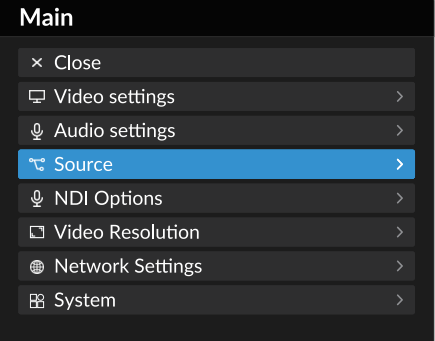 Main
Close
Video settings
Audio settings
Source
NDI Options
Video Resolution
Network Settings
System